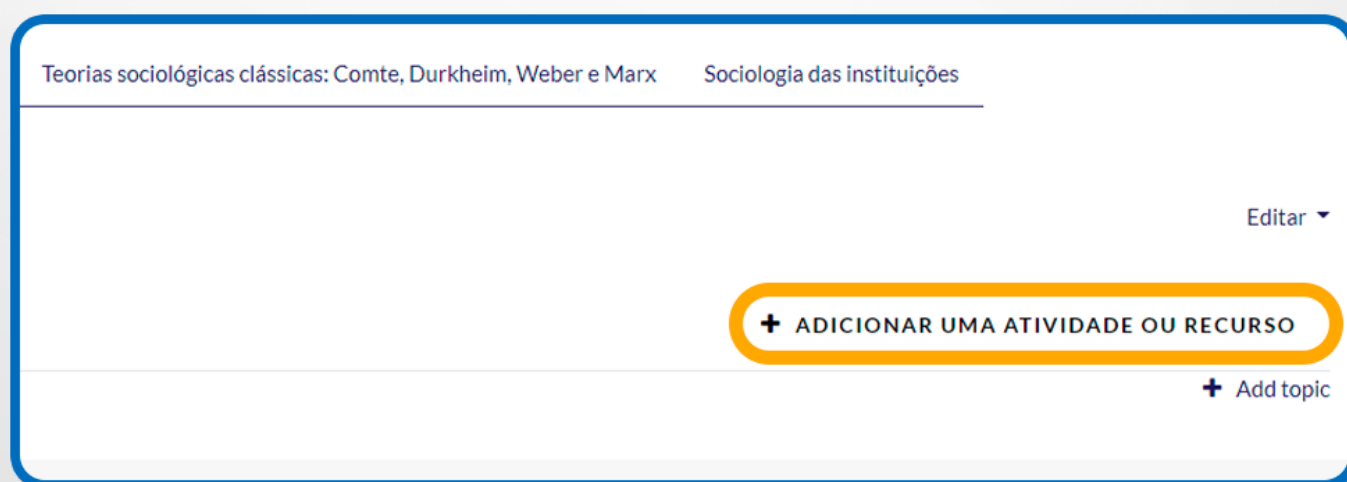 Teorias sociológicas clássicas: Comte, Durkheim, Weber e Marx Sociologia das instituições
Editar
+ ADICIONAR UMA ATIVIDADE OU RECURSO
+ Add topic